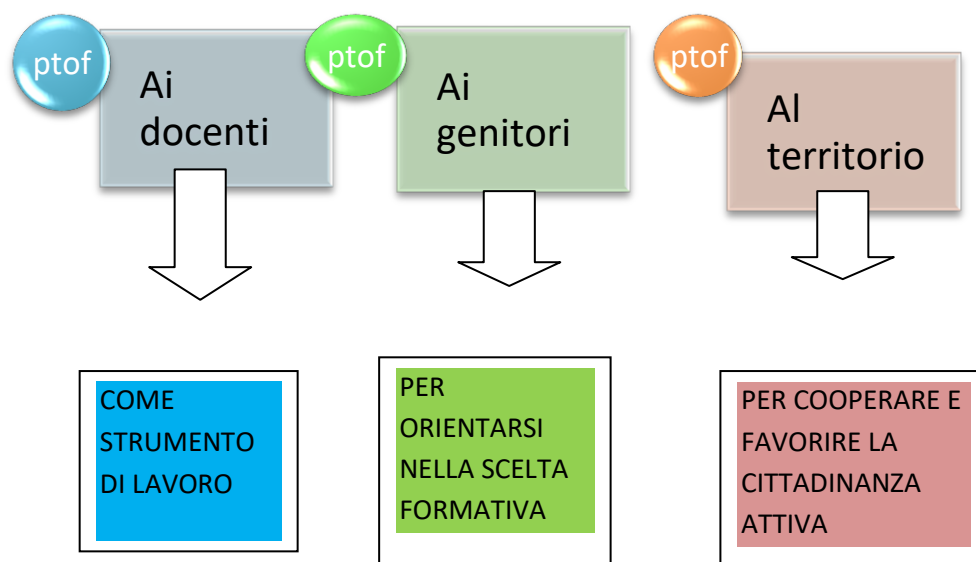 ptof
Ai
docenti
ptof
Ai
genitori
ptof
Al
territorio
COME
STRUMENTO
DI LAVORO
PER
ORIENTARSI
NELLA SCELTA
FORMATIVA
PER COOPERARE E
FAVORIRE LA
CITTADINANZA
ATTIVA